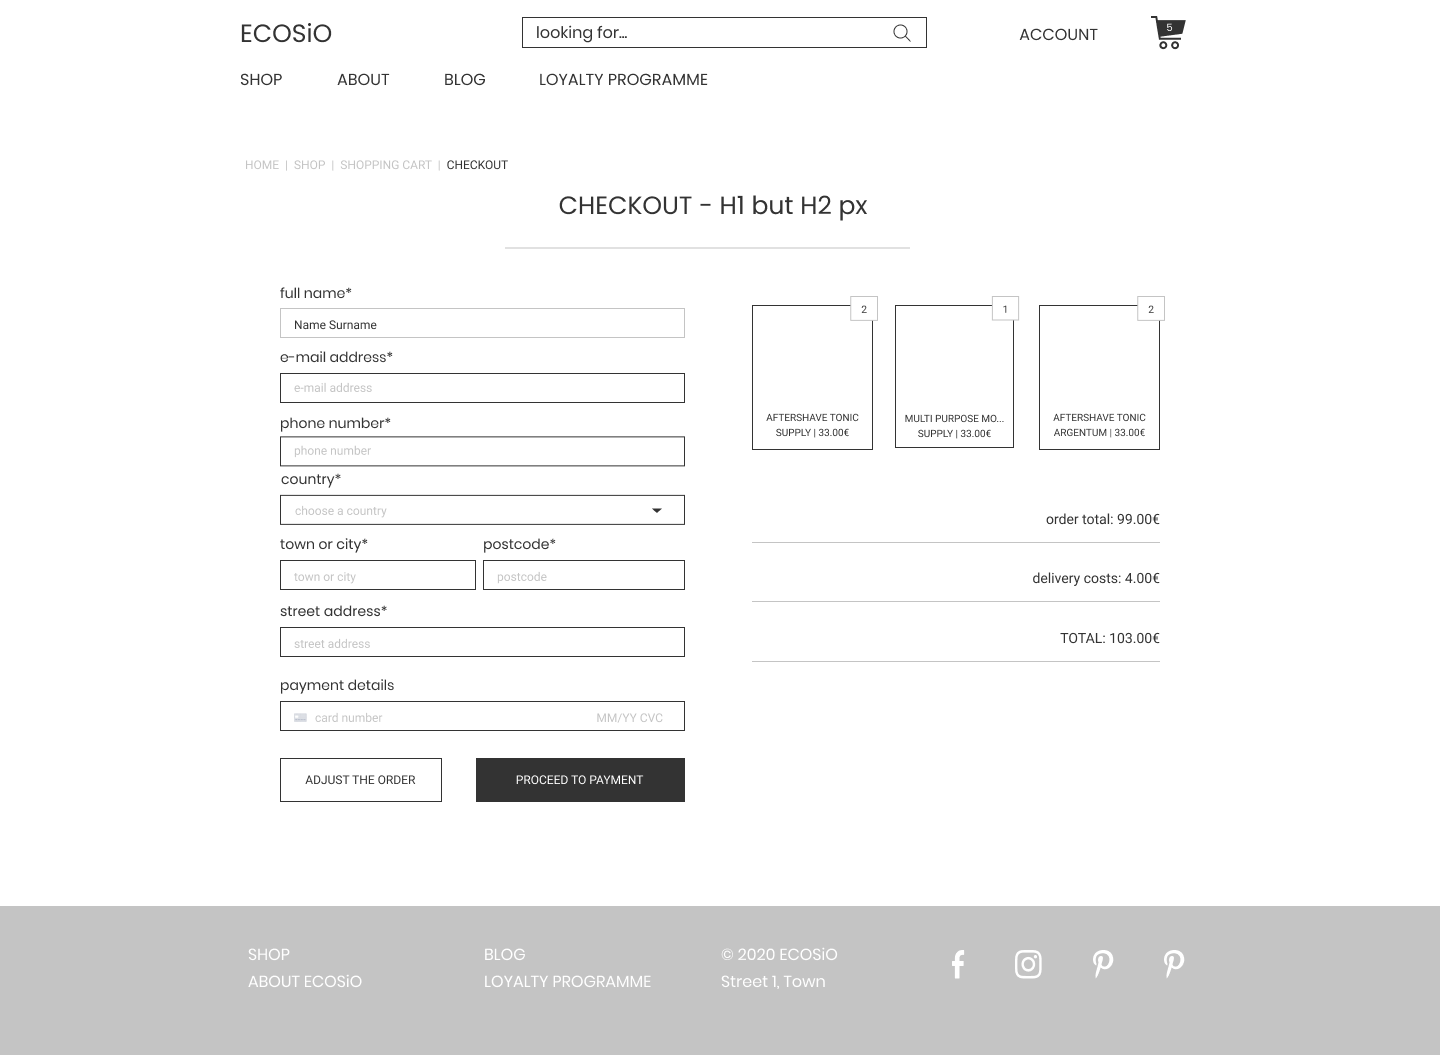 ECOSiO
looking for...
ACCOUNT
5
SHOP ABOUT BLOG LOYALTY PROGRAMME
HOME | SHOP | SHOPPING CART | CHECKOUT
CHECKOUT - H1 but H2 px
full name*
Name Surname
e-mail address*
e-mail address
phone number*
phone number
country*
choose a country
town or city* postcode*
town or city postcode
street address*
street address
payment details
card number MM/YY CVC
ADJUST THE ORDER PROCEED TO PAYMENT
2
AFTERSHAVE TONIC
SUPPLY | 33.00€
1
MULTI PURPOSE MO...
SUPPLY | 33.00€
2
AFTERSHAVE TONIC
ARGENTUM | 33.00€
order total: 99.00€
delivery costs: 4.00€
TOTAL: 103.00€
SHOP
ABOUT ECOSiO
BLOG
LOYALTY PROGRAMME
© 2020 ECOSiO
Street 1, Town